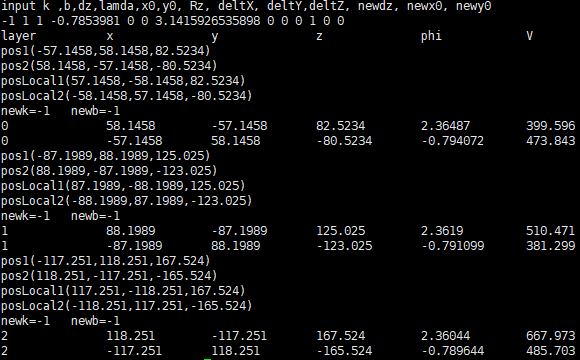 input k ,b,dz,lamda,x0,y0, Rz, deltX, deltY,deltZ, newdz, newx0, newy0
-1 1 1 -0.7853981 0 0 3.1415926535898 0 0 0 1 0 0
layer x y z phi V
pos1(-57.1458,58.1458,82.5234)
pos2(58.1458,-57.1458,-80.5234)
posLocal1(57.1458,-58.1458,82.5234)
posLocal2(-58.1458,57.1458,-80.5234)
newk=-1 newb=-1
0 58.1458 -57.1458 82.5234 2.36487 399.596
0 -57.1458 58.1458 -80.5234 -0.794072 473.843
pos1(-87.1989,88.1989,125.025)
pos2(88.1989,-87.1989,-123.025)
posLocal1(87.1989,-88.1989,125.025)
posLocal2(-88.1989,87.1989,-123.025)
newk=-1 newb=-1
1 88.1989 -87.1989 125.025 2.3619 510.471
1 -87.1989 88.1989 -123.025 -0.791099 381.299
pos1(-117.251,118.251,167.524)
pos2(118.251,-117.251,-165.524)
posLocal1(117.251,-118.251,167.524)
posLocal2(-118.251,117.251,-165.524)
newk=-1 newb=-1
2 118.251 -117.251 167.524 2.36044 667.973
2 -117.251 118.251 -165.524 -0.789644 485.703